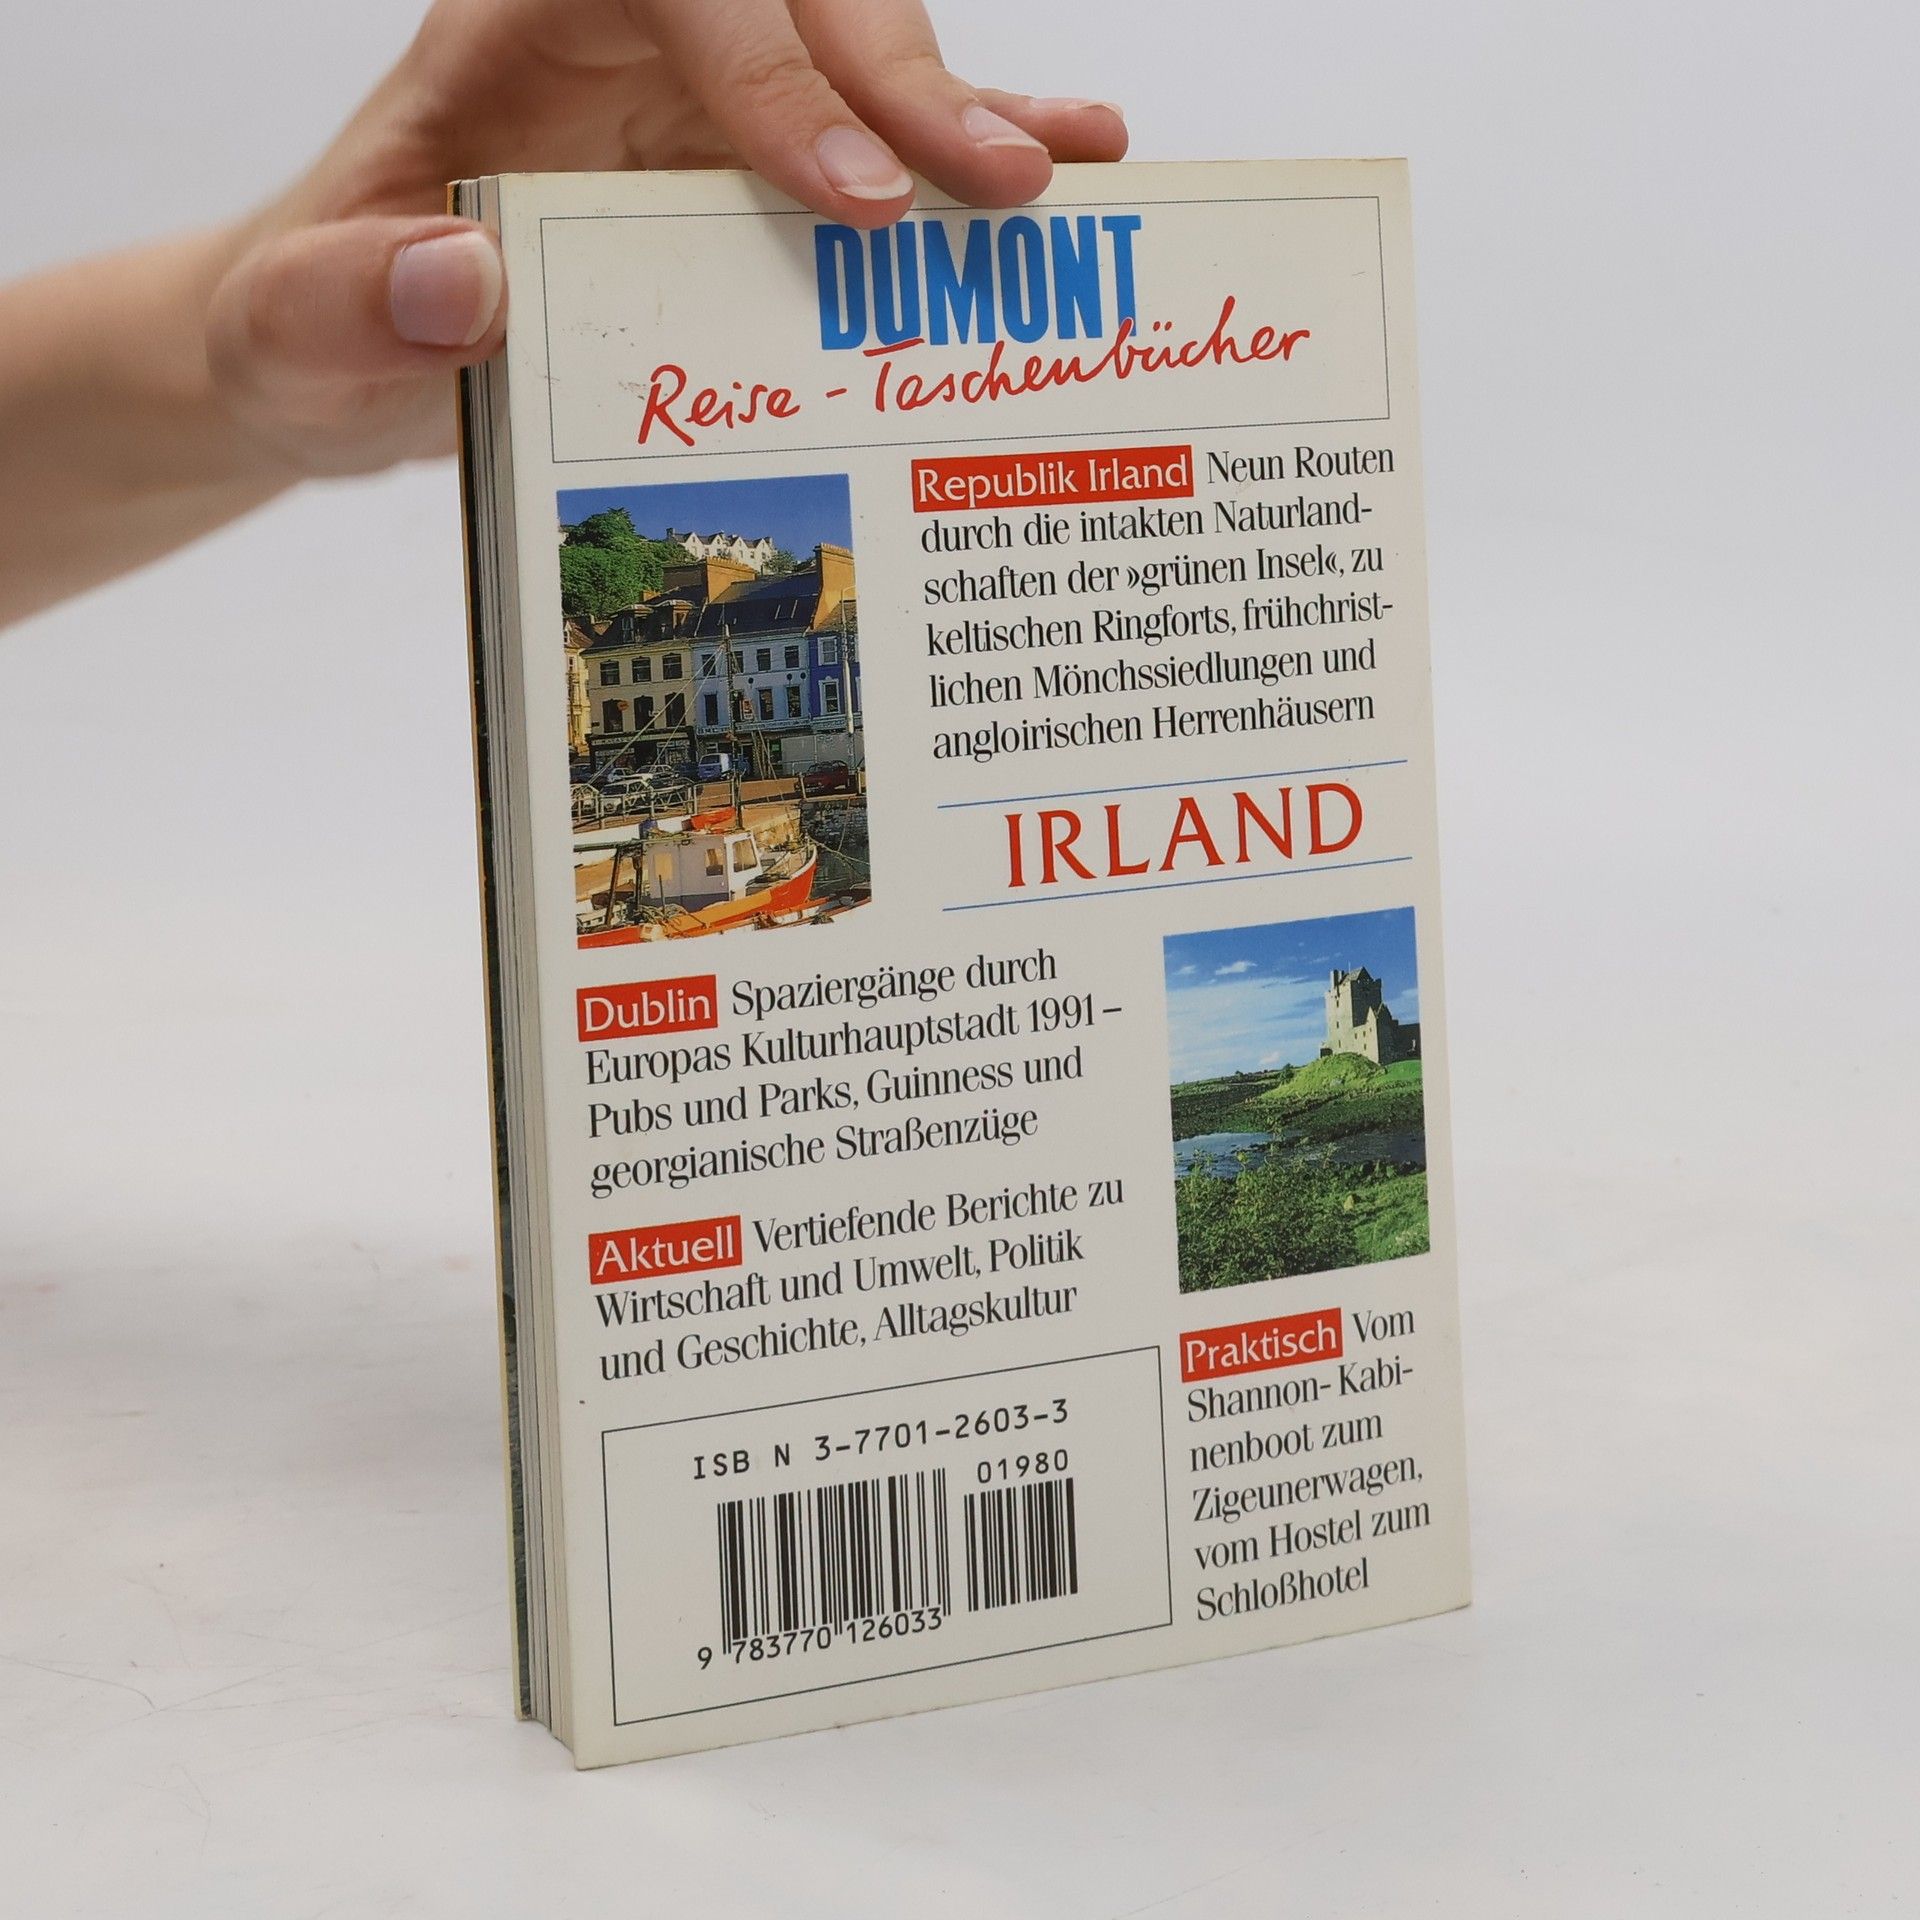 DUMONT
Reise-Taschenbücher
Republik Irland Neun Routen
durch die intakten Naturland-
schaften der »grünen Insel«, zu
keltischen Ringforts, frühchrist-
lichen Mönchssiedlungen und
angloirischen Herrenhäusern
IRLAND
Dublin Spaziergänge durch
Europas Kulturhauptstadt 1991 –
Pubs und Parks, Guinness und
georgianische Straßenzüge
Aktuell Vertiefende Berichte zu
Wirtschaft und Umwelt, Politik
und Geschichte, Alltagskultur
Praktisch Vom
Shannon-Kabi-
nenboot zum
Zigeunerwagen,
vom Hostel zum
Schloßhotel
ISBN 3-7701-2603-3
01980
9 783770 126033